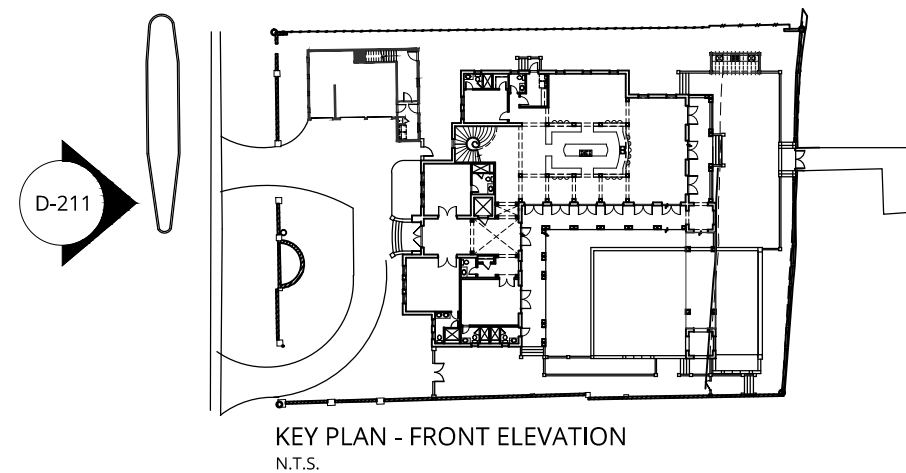 D-211
KEY PLAN - FRONT ELEVATION
N.T.S.